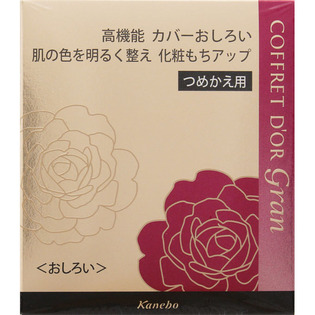 高機能 カバーおしろい
肌の色を明るく整え 化粧もちアップ
つめかえ用
COFFRET D'OR Gran
＜おしろい＞
Kanebo